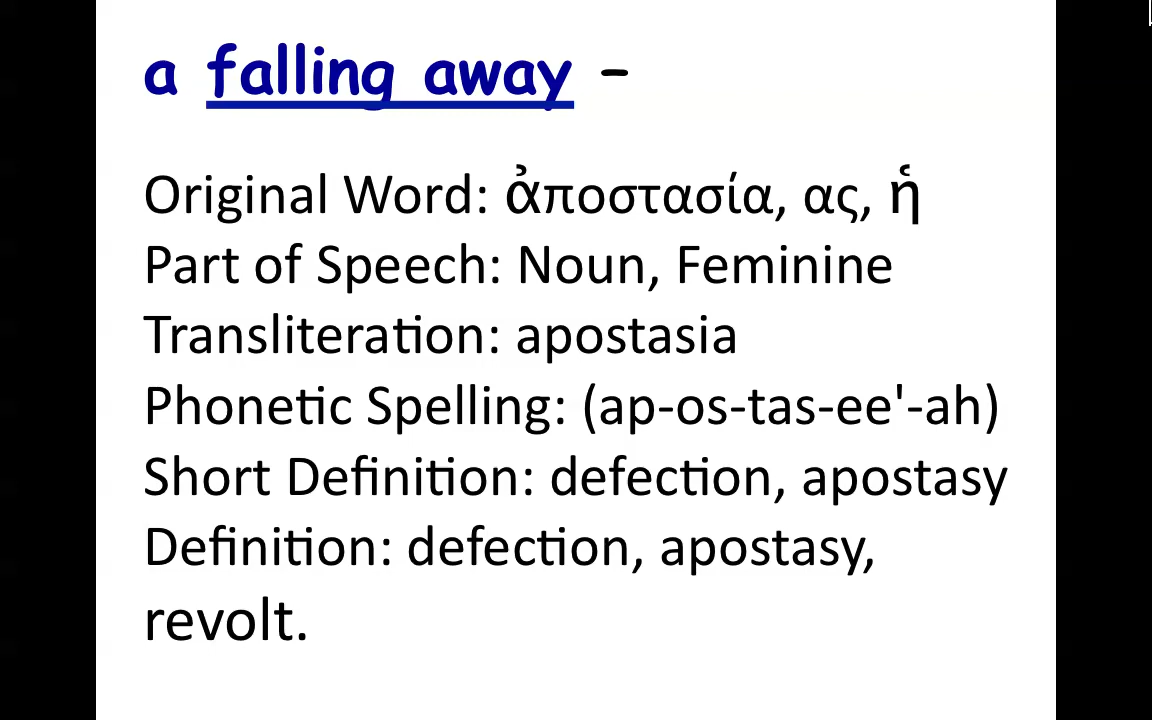 a falling away –
Original Word: ἀποστασία, ας, ἡ
Part of Speech: Noun, Feminine
Transliteration: apostasia
Phonetic Spelling: (ap-os-tas-ee'-ah)
Short Definition: defection, apostasy
Definition: defection, apostasy,
revolt.